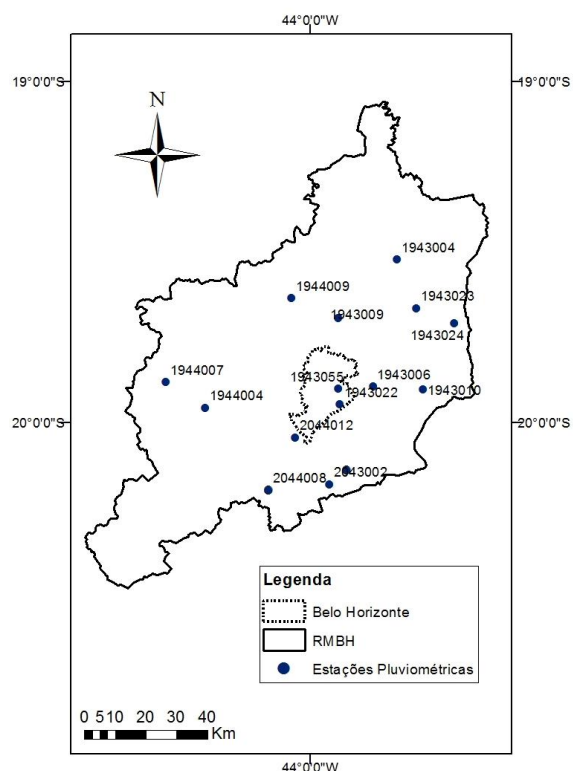 44°0'0"W
19°0'0"S
19°0'0"S
N
1943004
1944009
1943023
1943009
1943024
1944007
1943055
1943006
1944004
1943022
1943010
20°0'0"S
20°0'0"S
2044012
2044008
2043002
Legenda
Belo Horizonte
RMBH
Estações Pluviométricas
0 5 10 20 30 40
Km
44°0'0"W